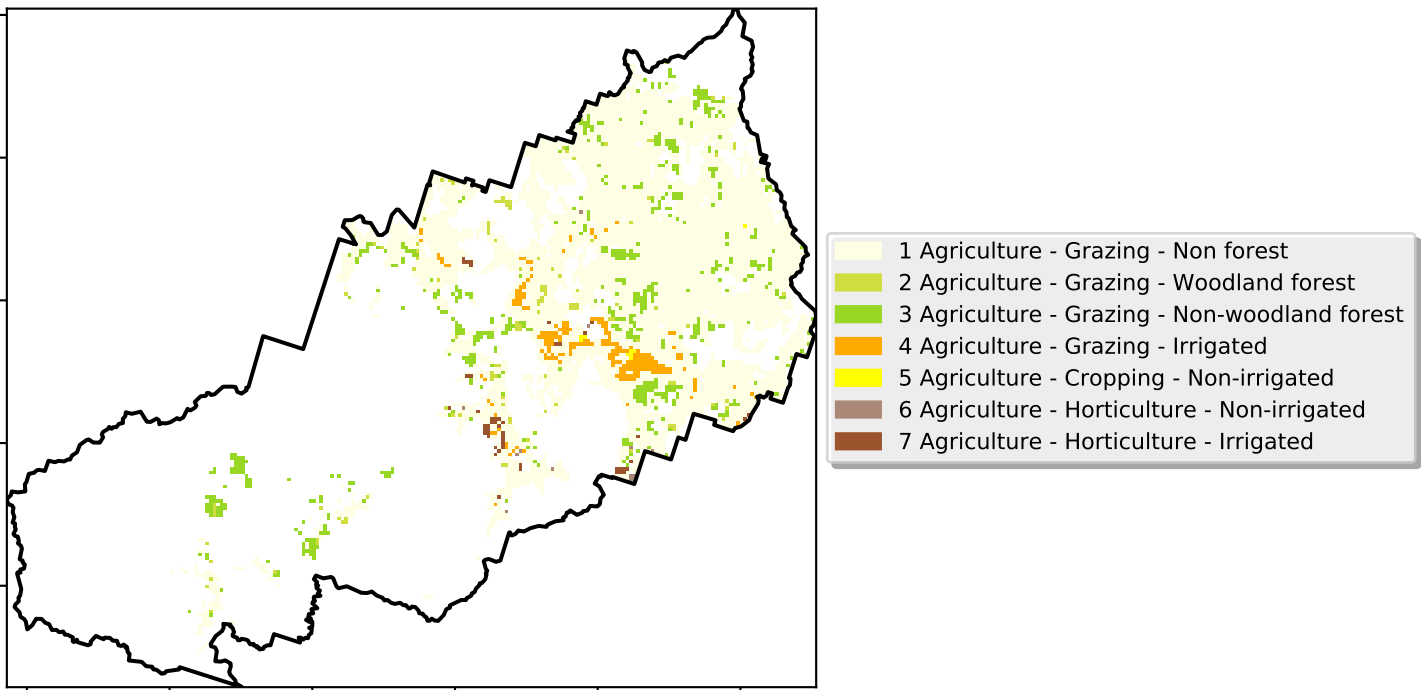 1 Agriculture - Grazing - Non forest
2 Agriculture - Grazing - Woodland forest
3 Agriculture - Grazing - Non-woodland forest
4 Agriculture - Grazing - Irrigated
5 Agriculture - Cropping - Non-irrigated
6 Agriculture - Horticulture - Non-irrigated
7 Agriculture - Horticulture - Irrigated